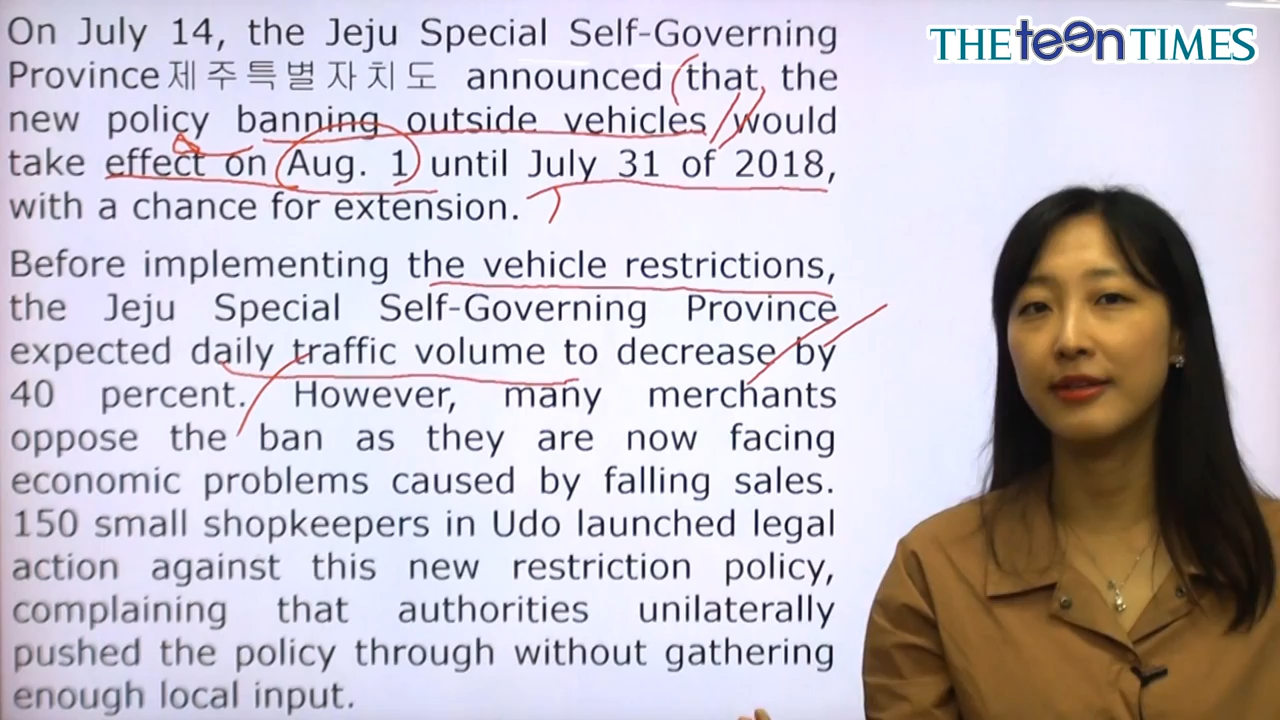 THE teen TIMES
On July 14, the Jeju Special Self-Governing
Province제주특별자치도 announced that, the
new policy banning outside vehicles would
take effect on Aug. 1 until July 31 of 2018,
with a chance for extension.
Before implementing the vehicle restrictions,
the Jeju Special Self-Governing Province
expected daily traffic volume to decrease by
40 percent. However, many merchants
oppose the ban as they are now facing
economic problems caused by falling sales.
150 small shopkeepers in Udo launched legal
action against this new restriction policy,
complaining that authorities unilaterally
pushed the policy through without gathering
enough local input.